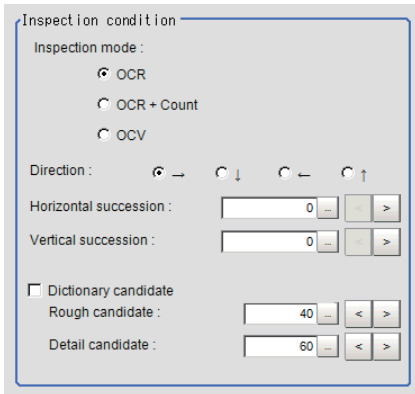 Inspection condition
Inspection mode :
OCR
OCR + Count
OCV
Direction : → ↓ ← ↑
Horizontal succession : 0 ... < >
Vertical succession : 0 ... < >
Dictionary candidate
Rough candidate : 40 ... < >
Detail candidate : 60 ... < >